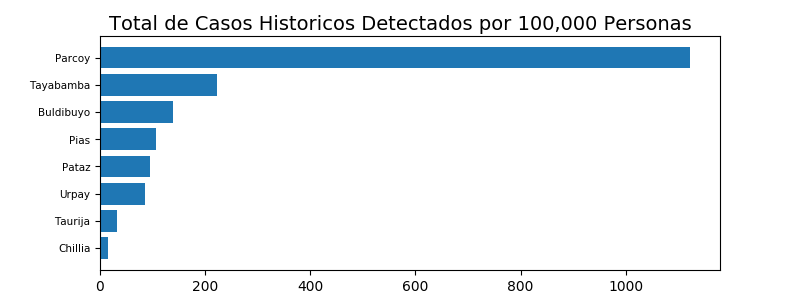 Total de Casos Historicos Detectados por 100,000 Personas
Parcoy
Tayabamba
Buldibuyo
Pias
Pataz
Urpay
Taurija
Chillia
0 200 400 600 800 1000